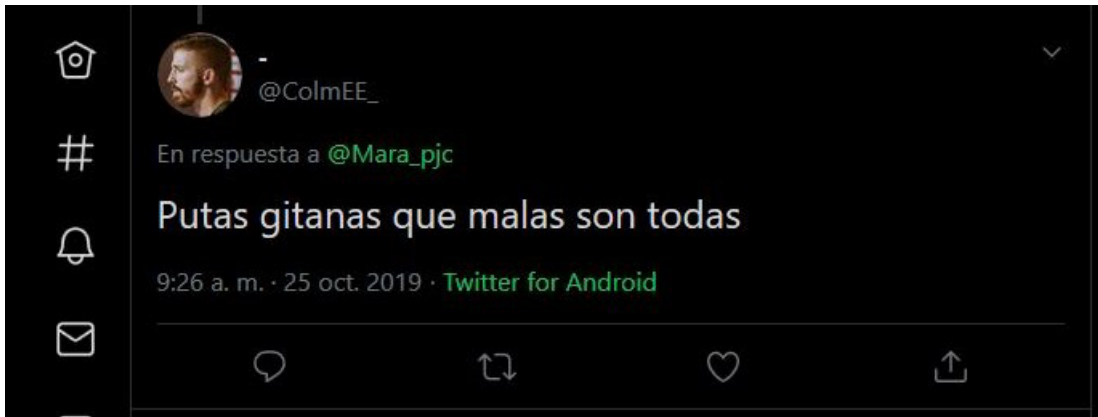 -
@ColmEE_
En respuesta a @Mara_pjc
Putas gitanas que malas son todas
9:26 a. m. · 25 oct. 2019 · Twitter for Android